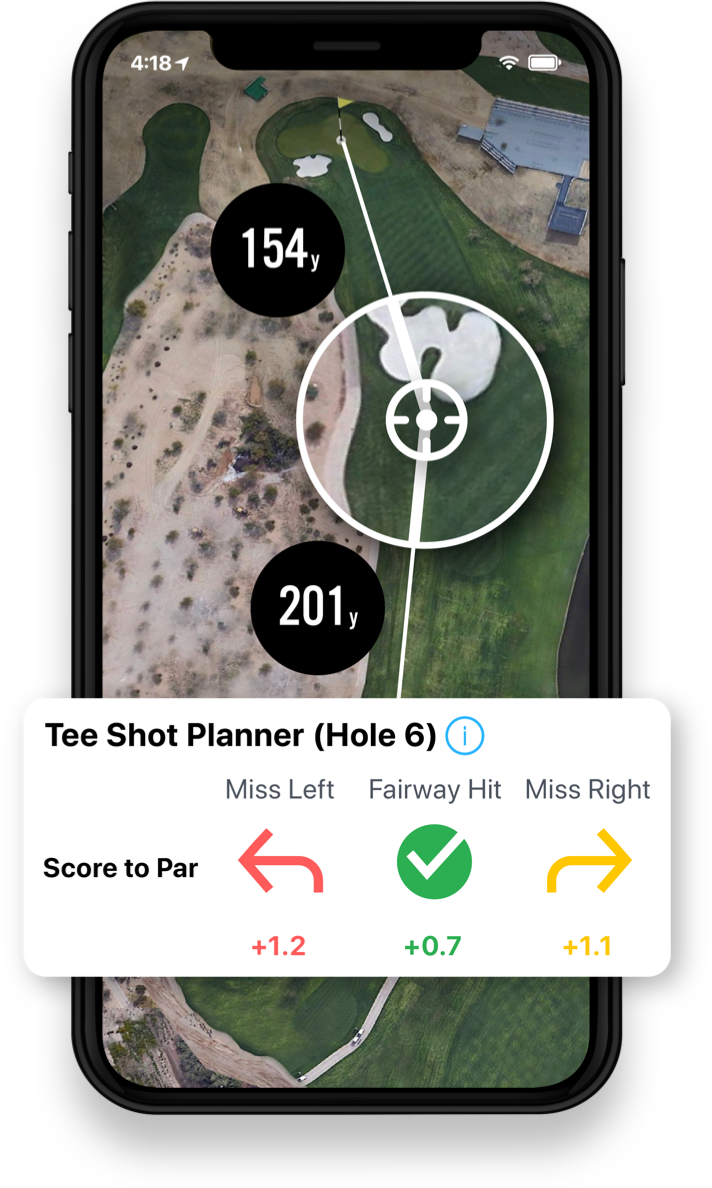 4:18
154y
201y
Tee Shot Planner (Hole 6) i
Miss Left Fairway Hit Miss Right
Score to Par
+1.2 +0.7 +1.1